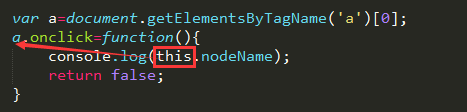 var a=document.getElementsByTagName('a')[0];
a.onclick=function(){
console.log(this.nodeName);
return false;
}